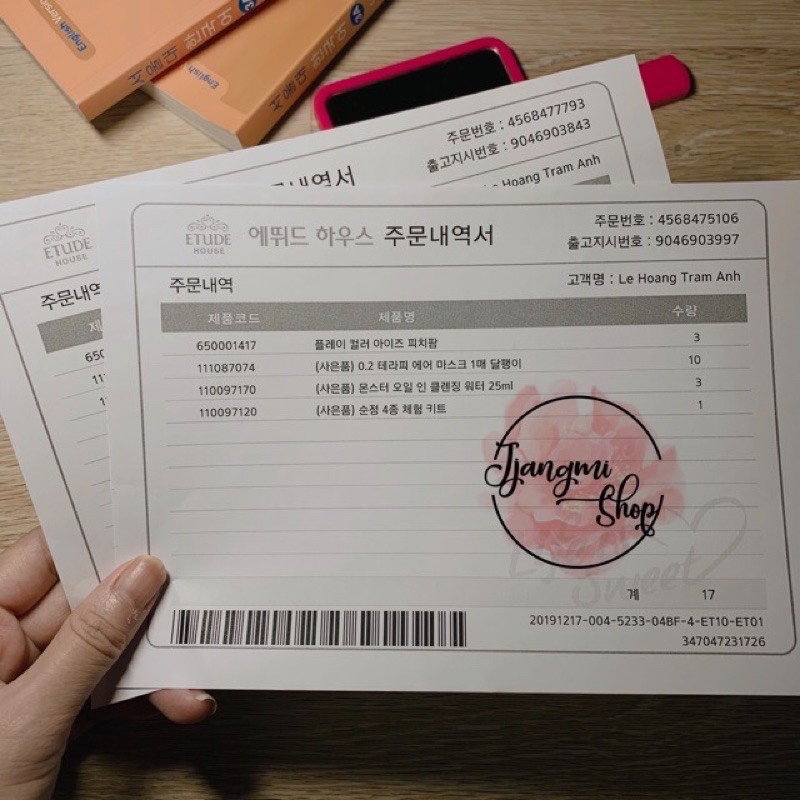 English Version
English
주문번호 : 4568477793
출고지시번호 : 9046903843
Le Hoang Tram Anh
ETUDE
HOUSE
주문내역
ETUDE
HOUSE
에뛰드 하우스 주문내역서
주문번호 : 4568475106
출고지시번호 : 9046903997
주문내역
고객명 : Le Hoang Tram Anh
제품코드 제품명 수량
650001417 플레이 컬러 아이즈 피치팜 3
111087074 (사은품) 0.2 테라피 에어 마스크 1매 달팽이 10
110097170 (사은품) 몬스터 오일 인 클렌징 워터 25ml 3
110097120 (사은품) 순정 4종 체험 키트 1
Tjangmi
Shop
Sweet
계 17
20191217-004-5233-04BF-4-ET10-ET01
347047231726